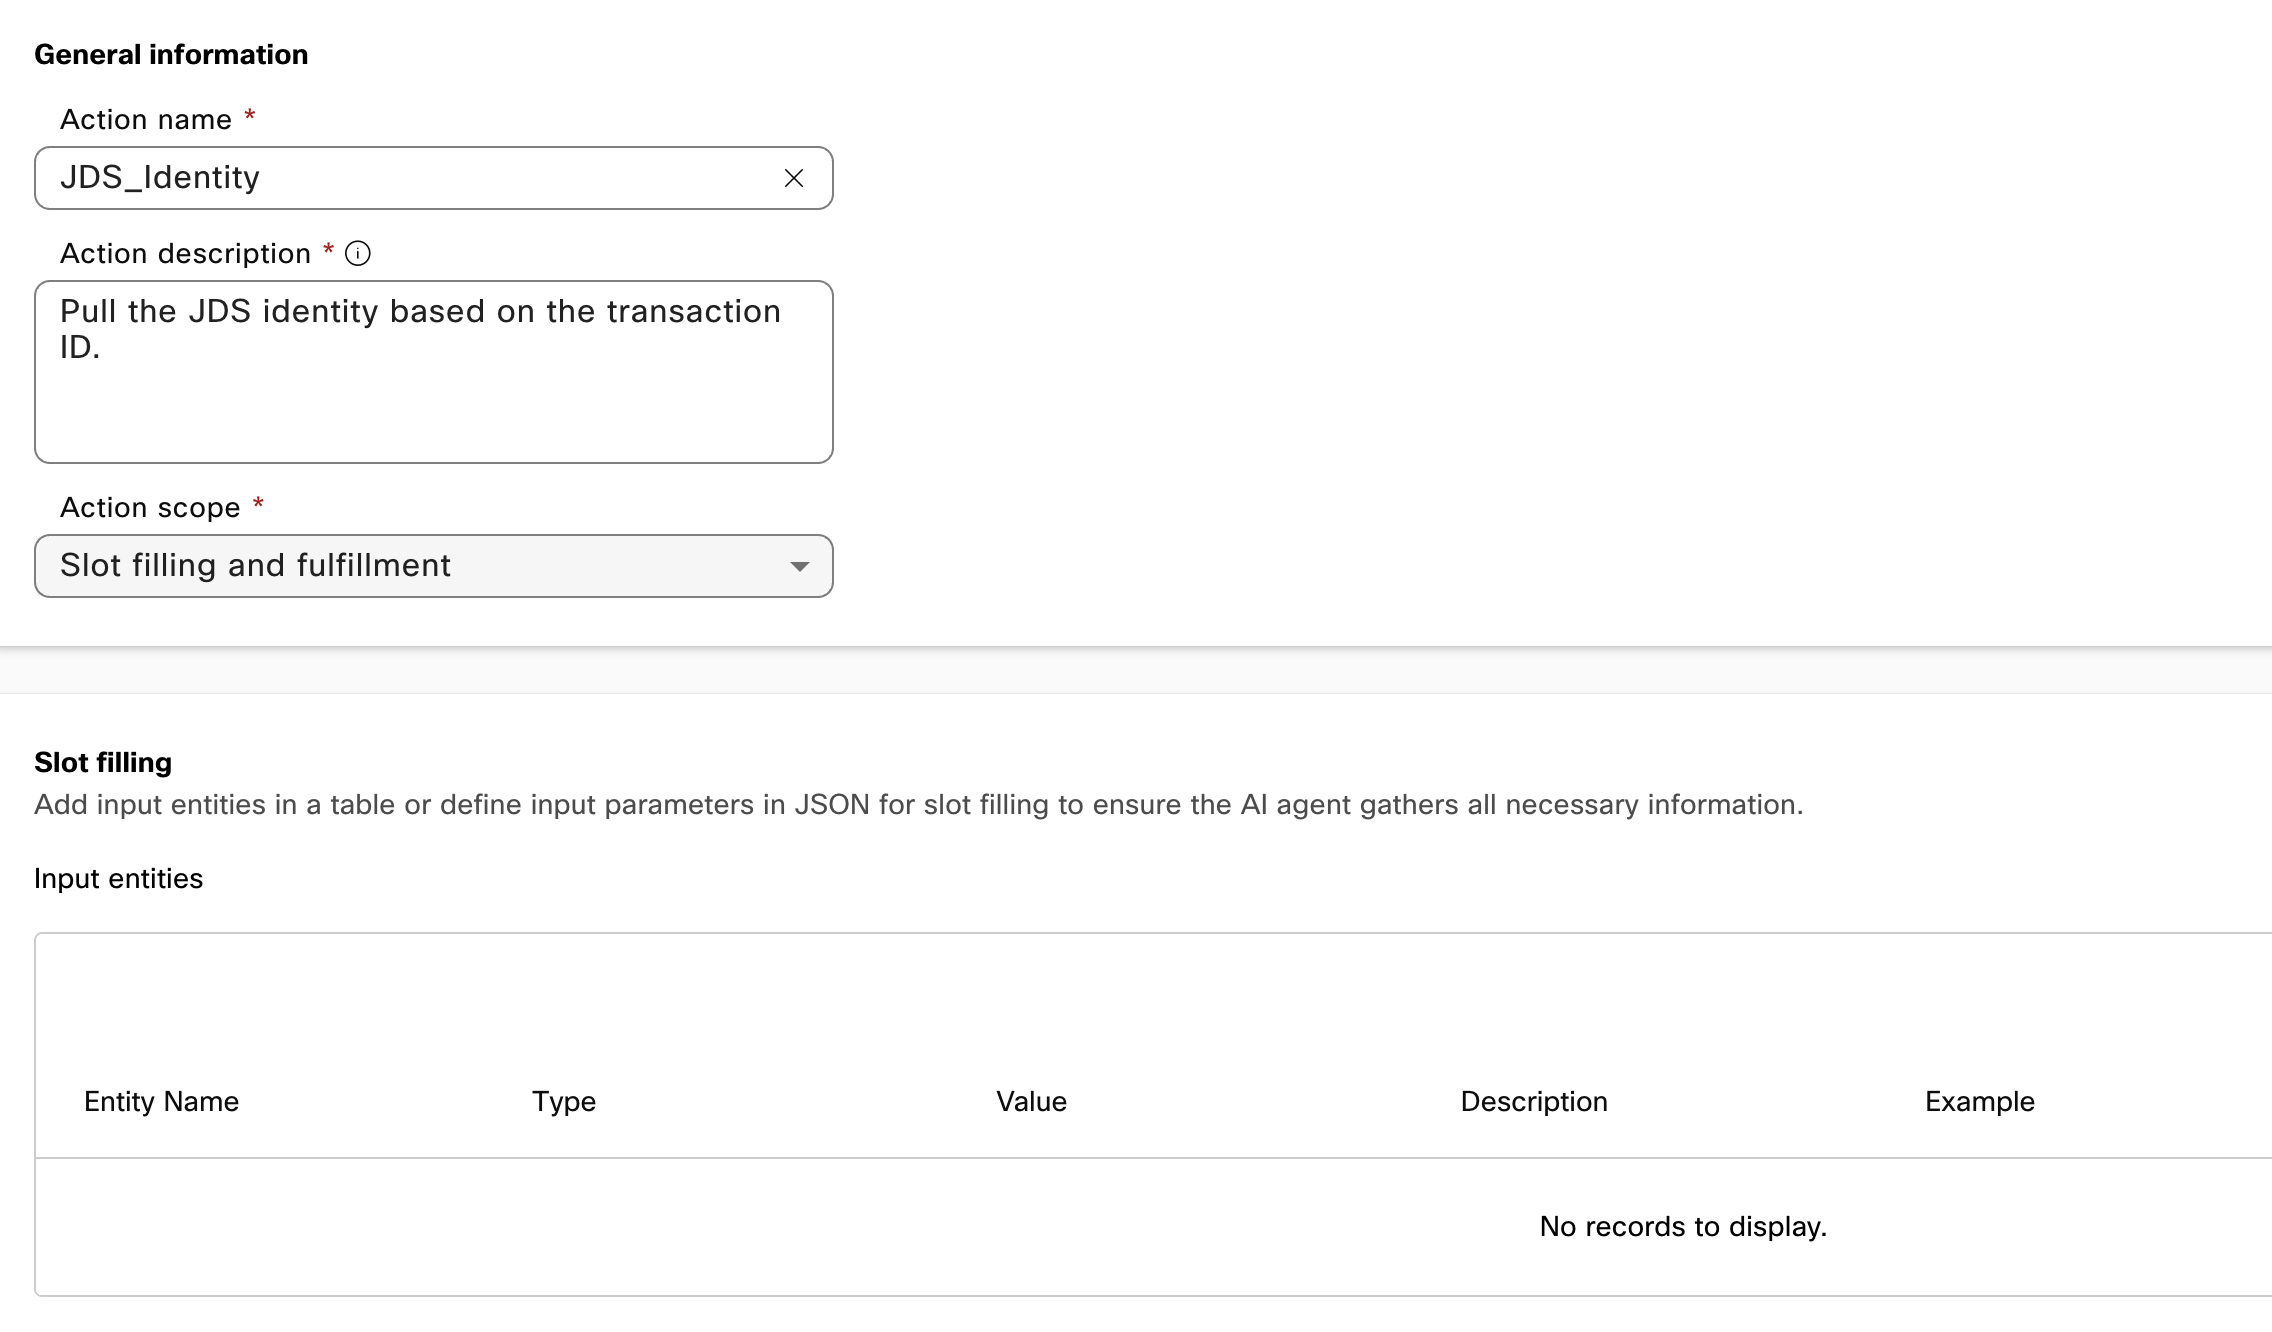 General information
Action name *
JDS_Identity
Action description *
Pull the JDS identity based on the transaction
ID.
Action scope *
Slot filling and fulfillment
Slot filling
Add input entities in a table or define input parameters in JSON for slot filling to ensure the AI agent gathers all necessary information.
Input entities
Entity Name Type Value Description Example
No records to display.